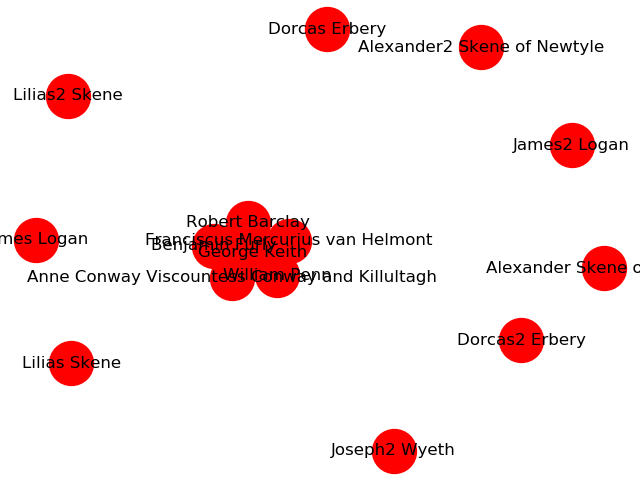 Dorcas Erbery
Alexander2 Skene of Newtyle
Lilias2 Skene
James2 Logan
Robert Barclay
mes Logan
Franciscus Mercurius van Helmont
Benjamin Furly
George Keith
Alexander Skene o
William Penn
Anne Conway Viscountess Conway and Killultagh
Dorcas2 Erbery
Lilias Skene
Joseph2 Wyeth